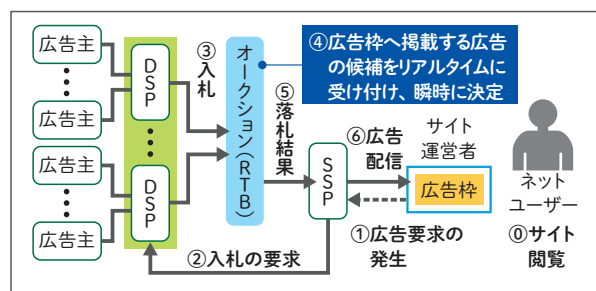 広告主
広告主
広告主
広告主
DSP
DSP
③入札
オークション(RTB)
④広告枠へ掲載する広告
の候補をリアルタイムに
受け付け、瞬時に決定
⑤落札結果
SSP
⑥広告
配信
サイト
運営者
広告枠
ネット
ユーザー
①広告要求の
発生
⓪サイト
閲覧
②入札の要求